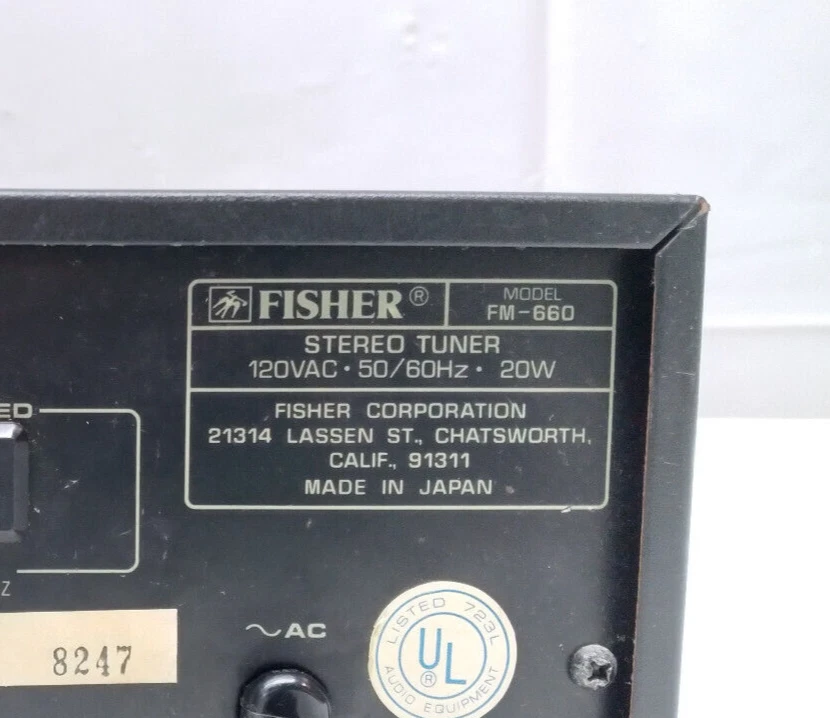 FISHER®
MODEL
FM-660
STEREO TUNER
120VAC · 50/60Hz · 20W
FISHER CORPORATION
21314 LASSEN ST., CHATSWORTH,
CALIF., 91311
MADE IN JAPAN
ED
Z
8247
~AC
LISTED 723L
UL®
AUDIO EQUIPMENT